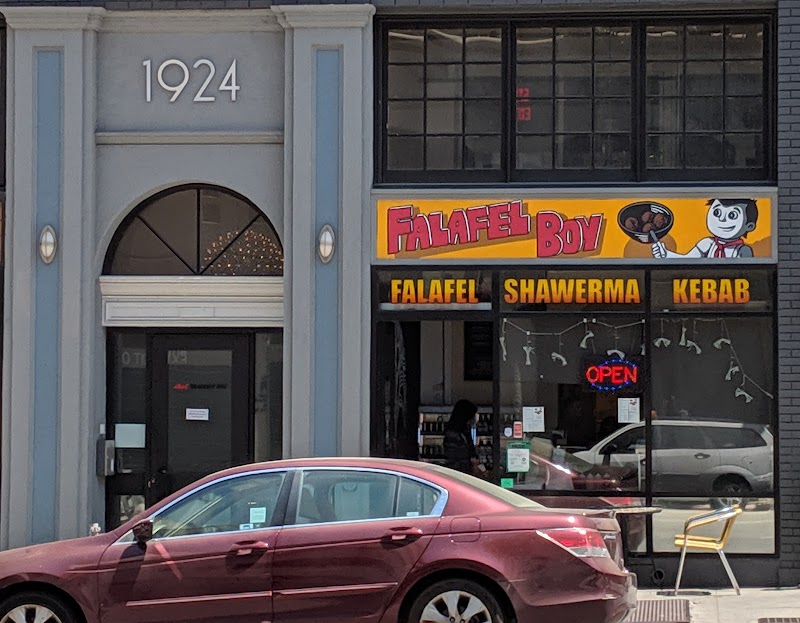 1924
FALAFEL BOY
FALAFEL SHAWERMA KEBAB
OPEN